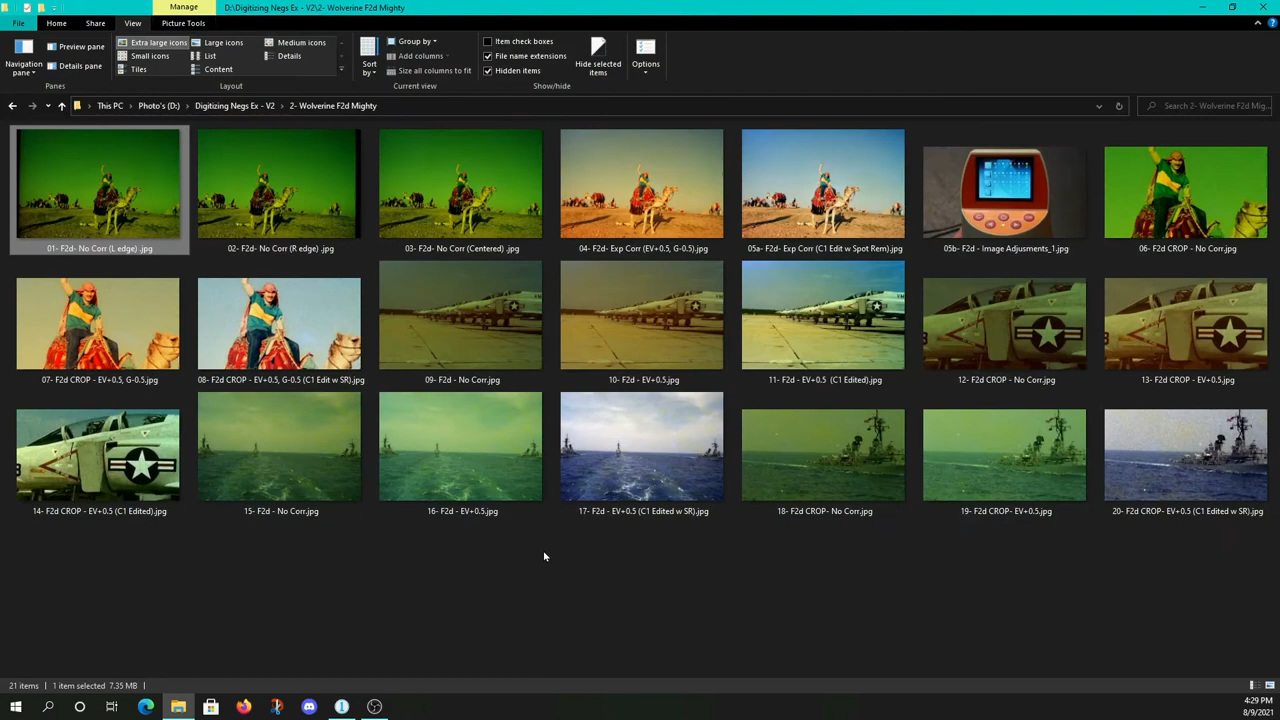 Manage
D:\Digitizing Negs Ex - V2\2- Wolverine F2d Mighty
File
Home
Share
View
Picture Tools
Navigation pane
Preview pane
Details pane
Panes
Extra large icons
Large icons
Medium icons
Small icons
List
Details
Tiles
Content
Layout
Sort by
Group by
Add columns
Size all columns to fit
Current view
Item check boxes
File name extensions
Hidden items
Hide selected items
Show/hide
Options
This PC
Photo's (D:)
Digitizing Negs Ex - V2
2- Wolverine F2d Mighty
Search 2- Wolverine F2d Mig...
01- F2d- No Corr (L edge) .jpg
02- F2d- No Corr (R edge) .jpg
03- F2d- No Corr (Centered) .jpg
04- F2d- Exp Corr (EV+0.5, G-0.5).jpg
05a- F2d- Exp Corr (C1 Edit w Spot Rem).jpg
05b- F2d - Image Adjusments_1.jpg
06- F2d CROP - No Corr.jpg
07- F2d CROP - EV+0.5, G-0.5.jpg
08- F2d CROP - EV+0.5, G-0.5 (C1 Edit w SR).jpg
09- F2d - No Corr.jpg
10- F2d - EV+0.5.jpg
11- F2d - EV+0.5 (C1 Edited).jpg
12- F2d CROP - No Corr.jpg
13- F2d CROP - EV+0.5.jpg
14- F2d CROP - EV+0.5 (C1 Edited).jpg
15- F2d - No Corr.jpg
16- F2d - EV+0.5.jpg
17- F2d - EV+0.5 (C1 Edited w SR).jpg
18- F2d CROP- No Corr.jpg
19- F2d CROP- EV+0.5.jpg
20- F2d CROP- EV+0.5 (C1 Edited w SR).jpg
21 items
1 item selected 7.35 MB
4:29 PM
8/9/2021